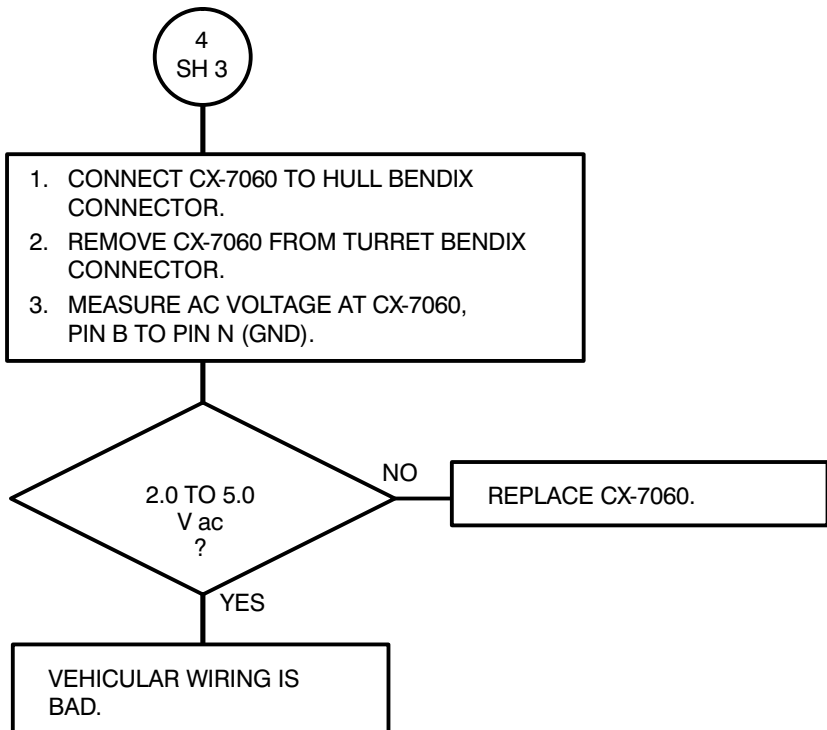 4
SH 3
1. CONNECT CX-7060 TO HULL BENDIX
CONNECTOR.
2. REMOVE CX-7060 FROM TURRET BENDIX
CONNECTOR.
3. MEASURE AC VOLTAGE AT CX-7060,
PIN B TO PIN N (GND).
2.0 TO 5.0
V ac
?
NO
REPLACE CX-7060.
YES
VEHICULAR WIRING IS
BAD.